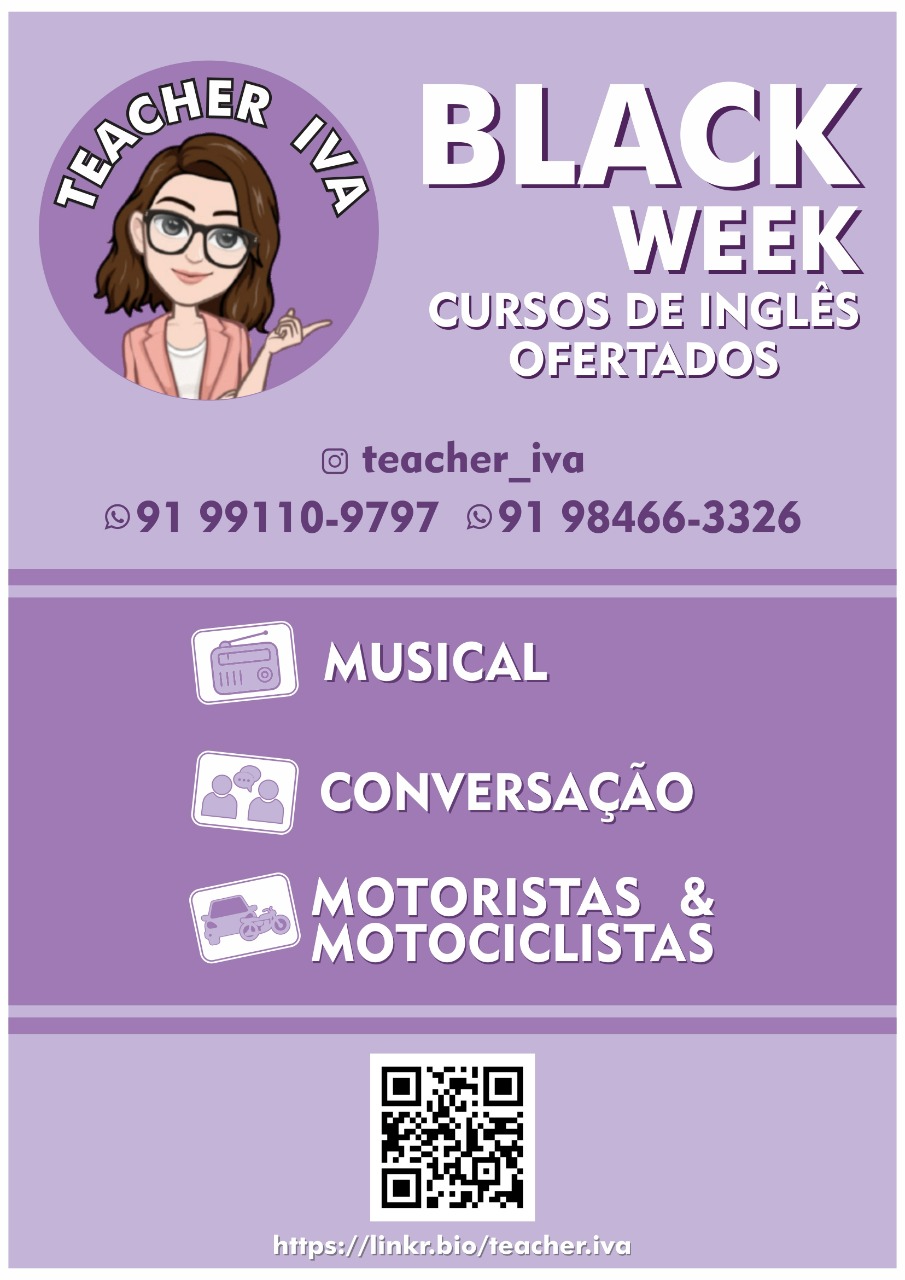 TEACHER IVA
BLACK
WEEK
CURSOS DE INGLÊS
OFERTADOS
teacher_iva
91 99110-9797 91 98466-3326
MUSICAL
CONVERSAÇÃO
MOTORISTAS &
MOTOCICLISTAS
https://linkr.bio/teacher.iva